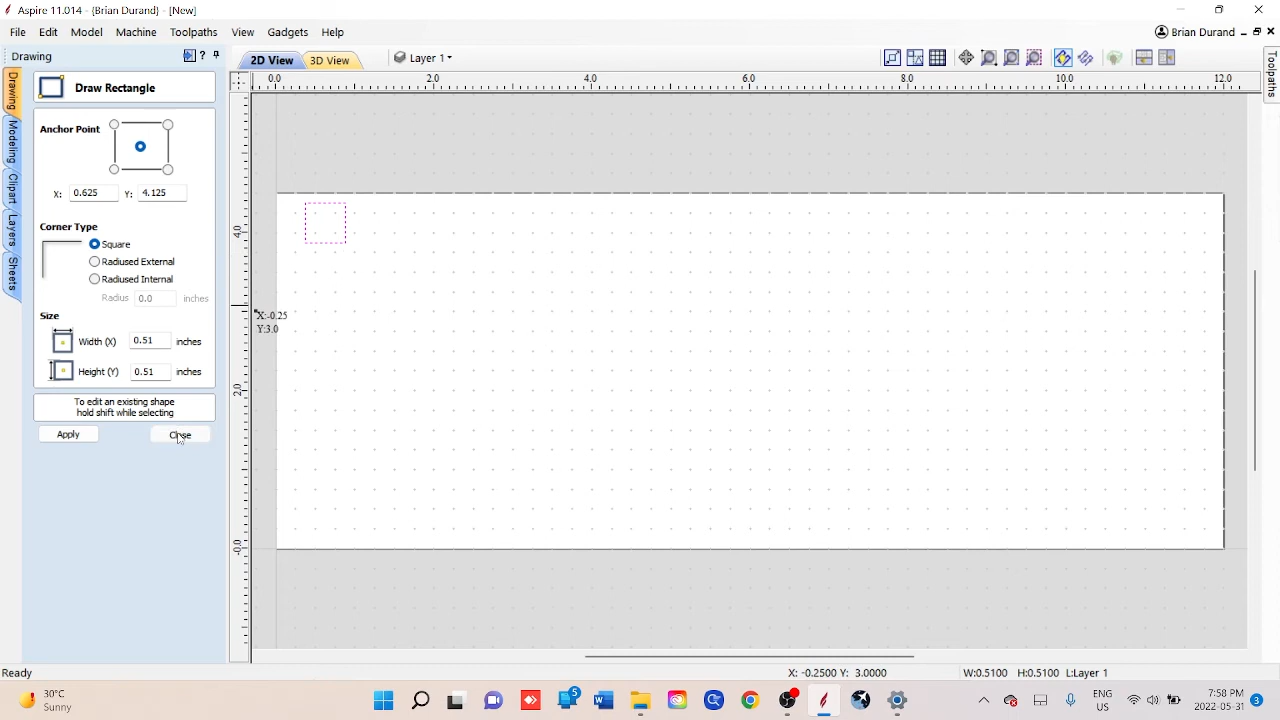 Aspire 11.014 - {Brian Durand} - [New]
File Edit Model Machine Toolpaths View Gadgets Help
Brian Durand
Drawing
2D View 3D View Layer 1
Draw Rectangle
0.0 2.0 4.0 6.0 8.0 10.0 12.0
Drawing
Modeling
Clipart
Layers
Sheets
Toolpaths
Anchor Point
X: 0.625 Y: 4.125
Corner Type
Square
Radiused External
Radiused Internal
Radius 0.0 inches
Size
Width (X) 0.51 inches
Height (Y) 0.51 inches
To edit an existing shape
hold shift while selecting
Apply Close
4.0
2.0
-0.0
X:-0.25
Y:3.0
Ready
X: -0.2500 Y: 3.0000
W:0.5100 H:0.5100 L:Layer 1
30°C
Sunny
5
ENG
US
7:58 PM
2022-05-31
3